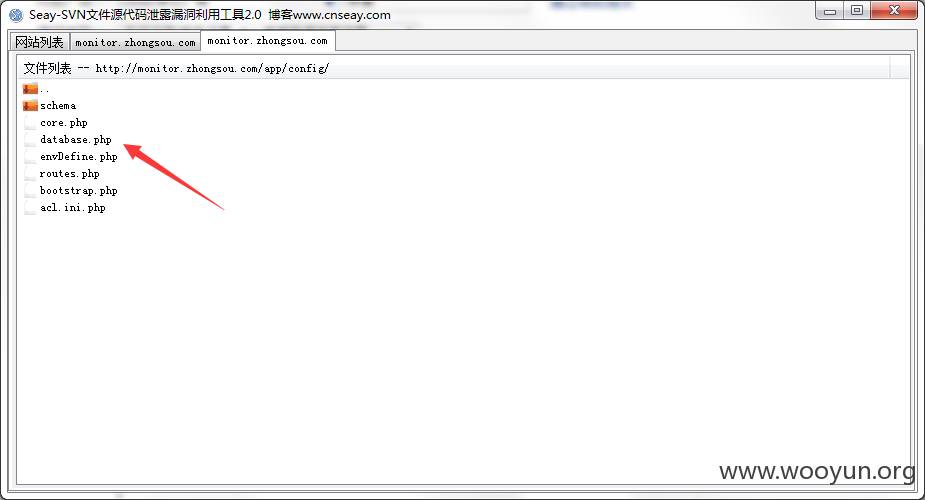 Seay-SVN文件源代码泄露漏洞利用工具2.0 博客www.cnseay.com
网站列表 monitor.zhongsou.com monitor.zhongsou.com
文件列表 -- http://monitor.zhongsou.com/app/config/
..
schema
core.php
database.php
envDefine.php
routes.php
bootstrap.php
acl.ini.php
www.wooyun.org